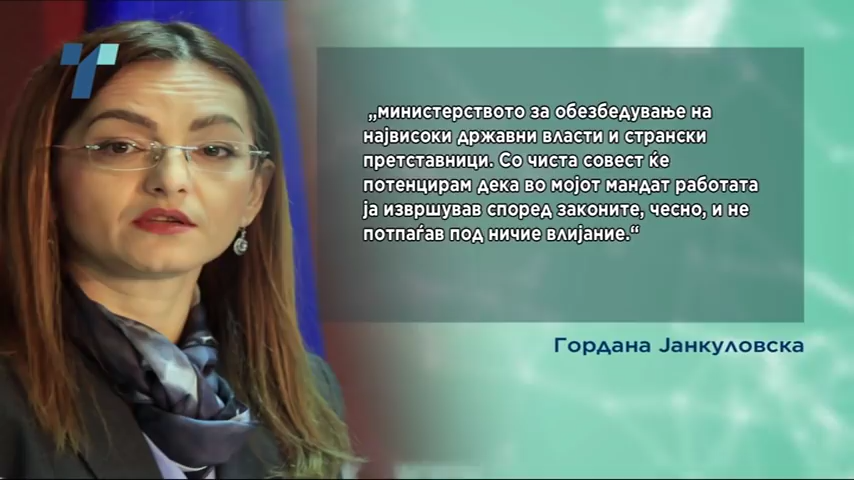 „министерството за обезбедување на
највисоки државни власти и странски
претставници. Со чиста совест ќе
потенцирам дека во мојот мандат работата
ја извршував според законите, чесно, и не
потпаѓав под ничие влијание.“
Гордана Јанкуловска